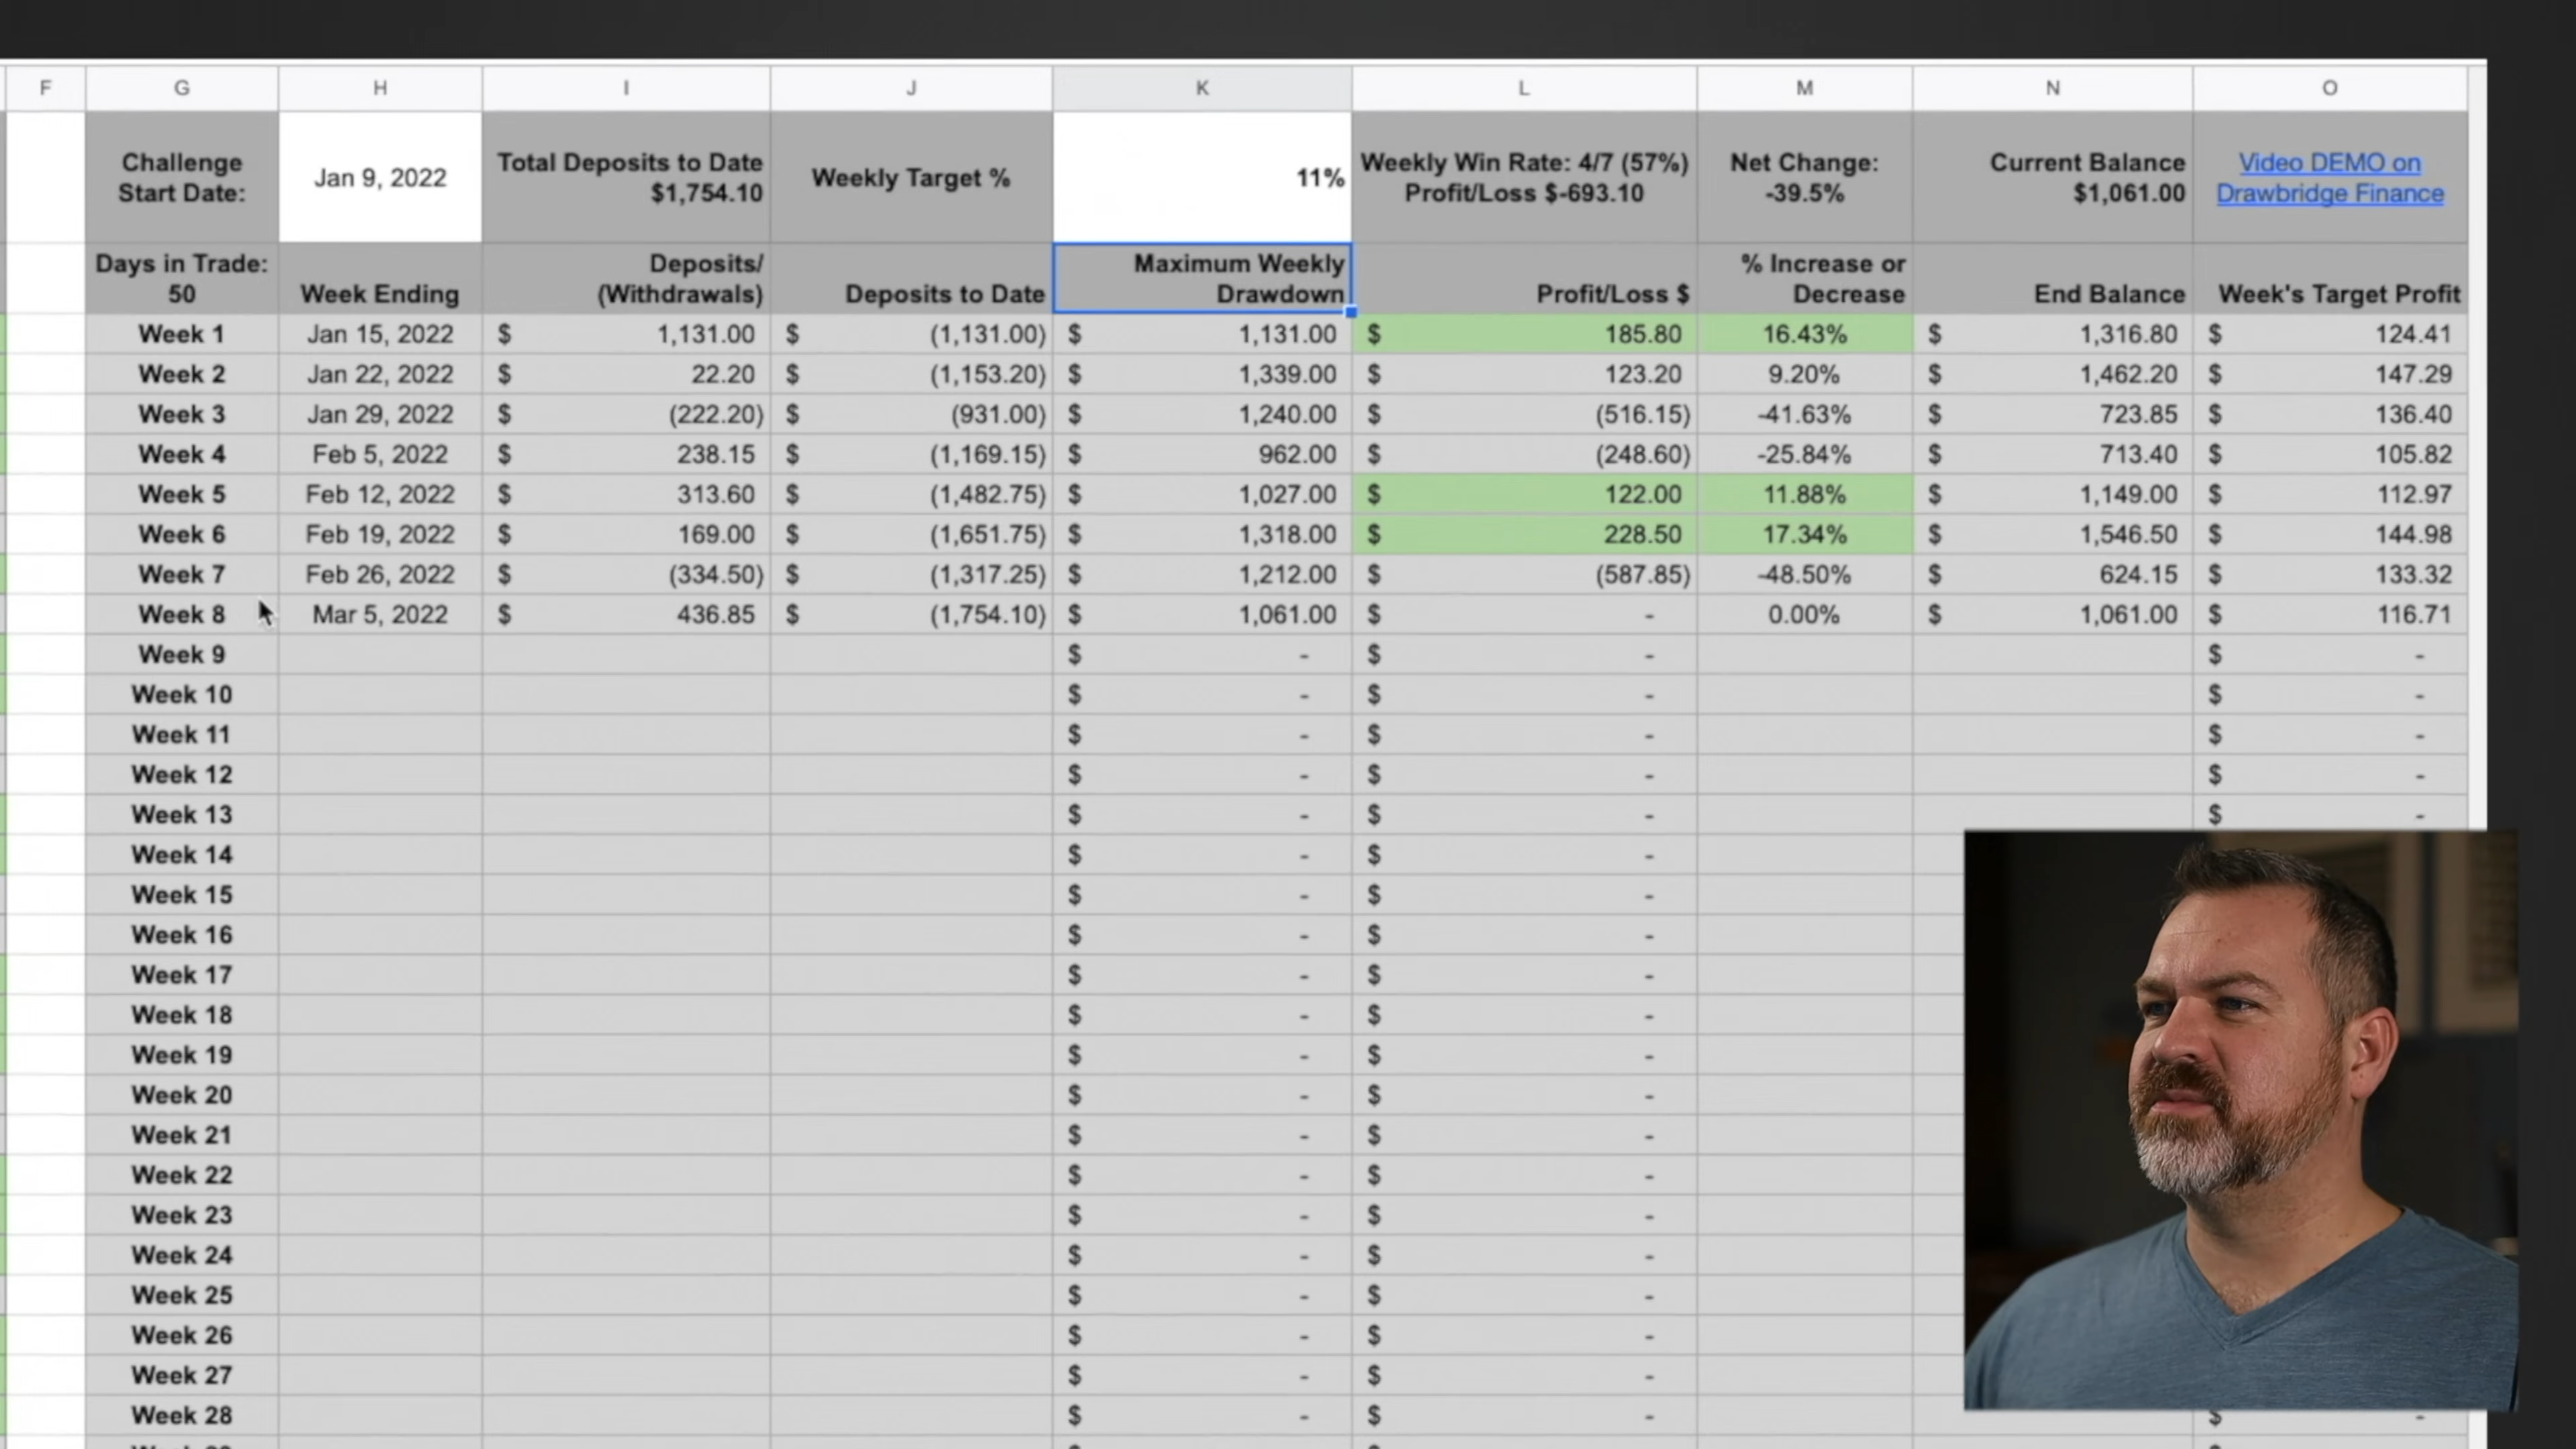 F G H I J K L M N O
Challenge Start Date: Jan 9, 2022 Total Deposits to Date $1,754.10 Weekly Target % 11% Weekly Win Rate: 4/7 (57%) Profit/Loss $-693.10 Net Change: -39.5% Current Balance $1,061.00 Video DEMO on Drawbridge Finance
Days in Trade: 50 Week Ending Deposits/ (Withdrawals) Deposits to Date Maximum Weekly Drawdown Profit/Loss $ % Increase or Decrease End Balance Week's Target Profit
Week 1 Jan 15, 2022 $ 1,131.00 $ (1,131.00) $ 1,131.00 $ 185.80 16.43% $ 1,316.80 $ 124.41
Week 2 Jan 22, 2022 $ 22.20 $ (1,153.20) $ 1,339.00 $ 123.20 9.20% $ 1,462.20 $ 147.29
Week 3 Jan 29, 2022 $ (222.20) $ (931.00) $ 1,240.00 $ (516.15) -41.63% $ 723.85 $ 136.40
Week 4 Feb 5, 2022 $ 238.15 $ (1,169.15) $ 962.00 $ (248.60) -25.84% $ 713.40 $ 105.82
Week 5 Feb 12, 2022 $ 313.60 $ (1,482.75) $ 1,027.00 $ 122.00 11.88% $ 1,149.00 $ 112.97
Week 6 Feb 19, 2022 $ 169.00 $ (1,651.75) $ 1,318.00 $ 228.50 17.34% $ 1,546.50 $ 144.98
Week 7 Feb 26, 2022 $ (334.50) $ (1,317.25) $ 1,212.00 $ (587.85) -48.50% $ 624.15 $ 133.32
Week 8 Mar 5, 2022 $ 436.85 $ (1,754.10) $ 1,061.00 $ - 0.00% $ 1,061.00 $ 116.71
Week 9 $ - $ - $ -
Week 10 $ - $ - $ -
Week 11 $ - $ - $ -
Week 12 $ - $ - $ -
Week 13 $ - $ - $ -
Week 14 $ - $ -
Week 15 $ - $ -
Week 16 $ - $ -
Week 17 $ - $ -
Week 18 $ - $ -
Week 19 $ - $ -
Week 20 $ - $ -
Week 21 $ - $ -
Week 22 $ - $ -
Week 23 $ - $ -
Week 24 $ - $ -
Week 25 $ - $ -
Week 26 $ - $ -
Week 27 $ - $ -
Week 28 $ - $ - $ -